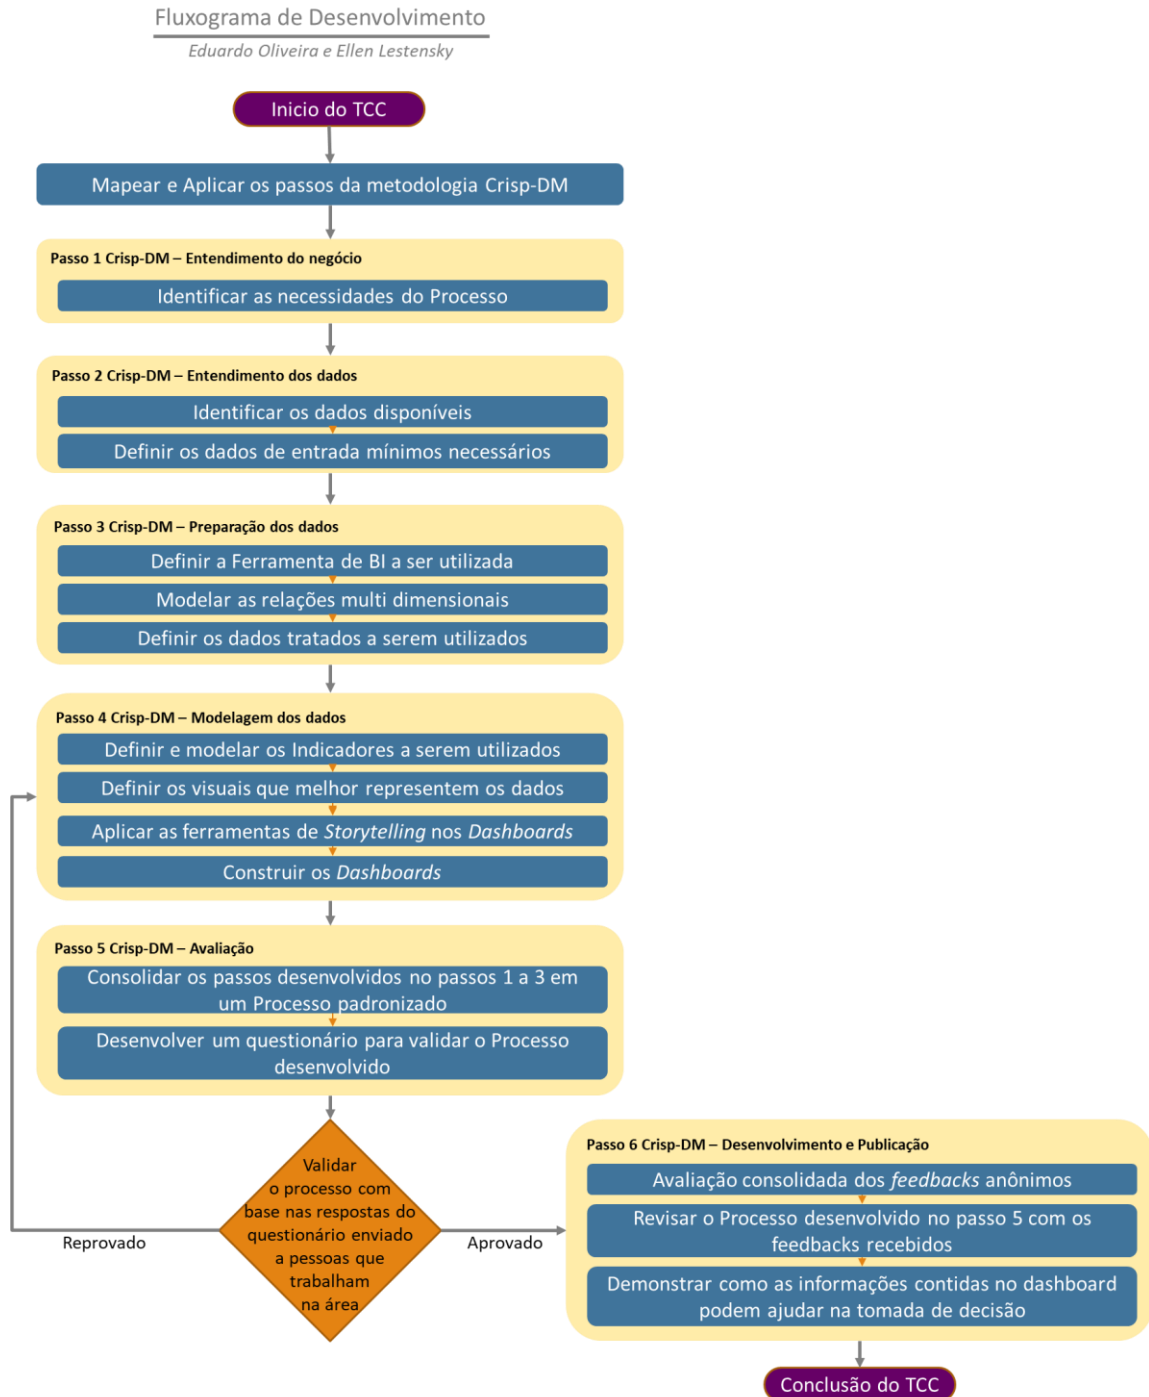 Fluxograma de Desenvolvimento
Eduardo Oliveira e Ellen Lestensky
Inicio do TCC
Mapear e Aplicar os passos da metodologia Crisp-DM
Passo 1 Crisp-DM – Entendimento do negócio
Identificar as necessidades do Processo
Passo 2 Crisp-DM – Entendimento dos dados
Identificar os dados disponíveis
Definir os dados de entrada mínimos necessários
Passo 3 Crisp-DM – Preparação dos dados
Definir a Ferramenta de BI a ser utilizada
Modelar as relações multi dimensionais
Definir os dados tratados a serem utilizados
Passo 4 Crisp-DM – Modelagem dos dados
Definir e modelar os Indicadores a serem utilizados
Definir os visuais que melhor representem os dados
Aplicar as ferramentas de Storytelling nos Dashboards
Construir os Dashboards
Passo 5 Crisp-DM – Avaliação
Consolidar os passos desenvolvidos no passos 1 a 3 em
um Processo padronizado
Desenvolver um questionário para validar o Processo
desenvolvido
Validar
o processo com
base nas respostas do
questionário enviado
a pessoas que
trabalham
na área
Reprovado
Aprovado
Passo 6 Crisp-DM – Desenvolvimento e Publicação
Avaliação consolidada dos feedbacks anônimos
Revisar o Processo desenvolvido no passo 5 com os
feedbacks recebidos
Demonstrar como as informações contidas no dashboard
podem ajudar na tomada de decisão
Conclusão do TCC